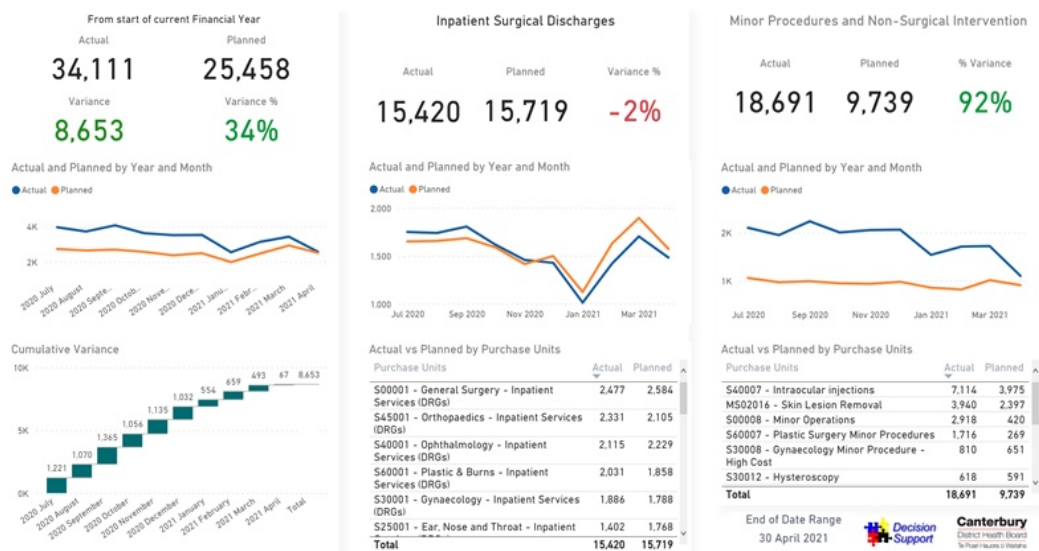 From start of current Financial Year
Actual Planned
34,111 25,458
Variance Variance %
8,653 34%
Actual and Planned by Year and Month
Actual Planned
4K
2K
2020 July
2020 August
2020 Septe...
2020 Octob...
2020 Nove...
2020 Dece...
2021 Janu...
2021 Febr...
2021 March
2021 April
Cumulative Variance
10K
5K
0K
1,221
1,070
1,365
1,056
1,135
1,032
554
659
493
67
8,653
2020 July
2020 August
2020 September
2020 October
2020 November
2020 December
2021 January
2021 February
2021 March
2021 April
Total
Inpatient Surgical Discharges
Actual Planned Variance %
15,420 15,719 -2%
Actual and Planned by Year and Month
Actual Planned
2,000
1,500
1,000
Jul 2020 Sep 2020 Nov 2020 Jan 2021 Mar 2021
Actual vs Planned by Purchase Units
Purchase Units Actual Planned
S00001 - General Surgery - Inpatient 2,477 2,584
Services (DRGs)
S45001 - Orthopaedics - Inpatient Services 2,331 2,105
(DRGs)
S40001 - Ophthalmology - Inpatient 2,115 2,229
Services (DRGs)
S60001 - Plastic & Burns - Inpatient 2,031 1,858
Services (DRGs)
S30001 - Gynaecology - Inpatient Services 1,886 1,788
(DRGs)
S25001 - Ear, Nose and Throat - Inpatient 1,402 1,768
Total 15,420 15,719
Minor Procedures and Non-Surgical Intervention
Actual Planned % Variance
18,691 9,739 92%
Actual and Planned by Year and Month
Actual Planned
2K
1K
Jul 2020 Sep 2020 Nov 2020 Jan 2021 Mar 2021
Actual vs Planned by Purchase Units
Purchase Units Actual Planned
S40007 - Intraocular injections 7,114 3,975
MS02016 - Skin Lesion Removal 3,940 2,397
S00008 - Minor Operations 2,918 420
S60007 - Plastic Surgery Minor Procedures 1,716 269
S30008 - Gynaecology Minor Procedure - 810 651
High Cost
S30012 - Hysteroscopy 618 591
Total 18,691 9,739
End of Date Range
30 April 2021
Decision
Support
Canterbury
District Health Board
Te Poari Hauora o Waitaha